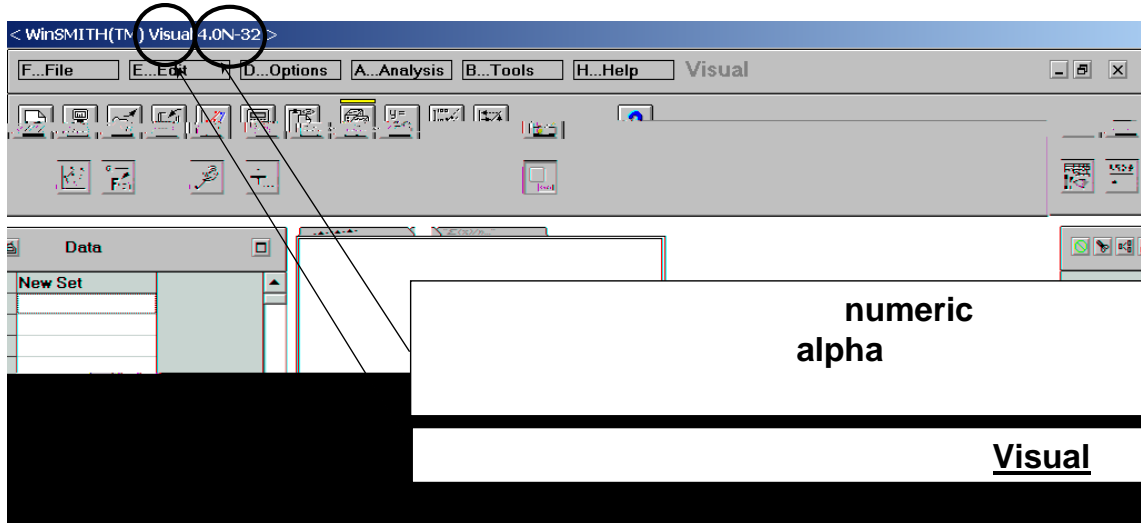 < WinSMITH(TM) Visual 4.0N-32 >
F...File E...Edit D...Options A...Analysis B...Tools H...Help Visual
Data
New Set
numeric
alpha
Visual